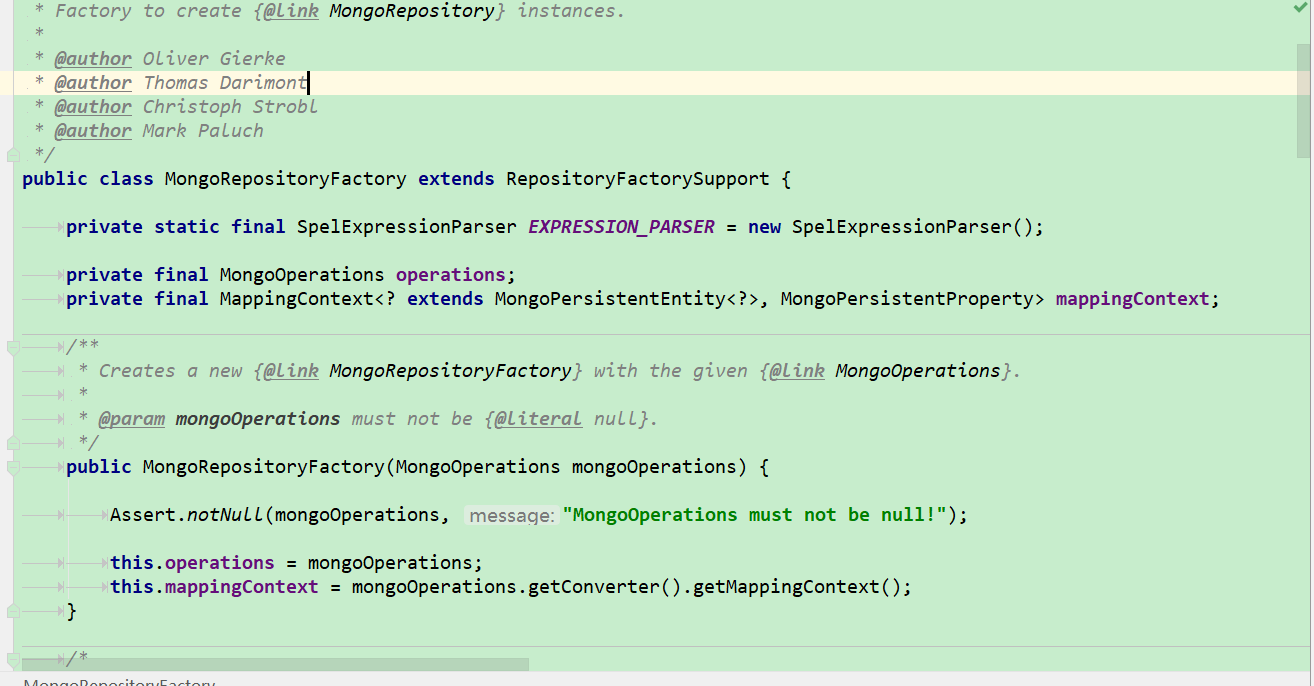 * Factory to create {@link MongoRepository} instances.
*
* @author Oliver Gierke
* @author Thomas Darimont
* @author Christoph Strobl
* @author Mark Paluch
*/
public class MongoRepositoryFactory extends RepositoryFactorySupport {
private static final SpelExpressionParser EXPRESSION_PARSER = new SpelExpressionParser();
private final MongoOperations operations;
private final MappingContext<? extends MongoPersistentEntity<?>, MongoPersistentProperty> mappingContext;
/**
* Creates a new {@link MongoRepositoryFactory} with the given {@link MongoOperations}.
*
* @param mongoOperations must not be {@literal null}.
*/
public MongoRepositoryFactory(MongoOperations mongoOperations) {
Assert.notNull(mongoOperations, message: "MongoOperations must not be null!");
this.operations = mongoOperations;
this.mappingContext = mongoOperations.getConverter().getMappingContext();
}
/*
MongoRepositoryFactory